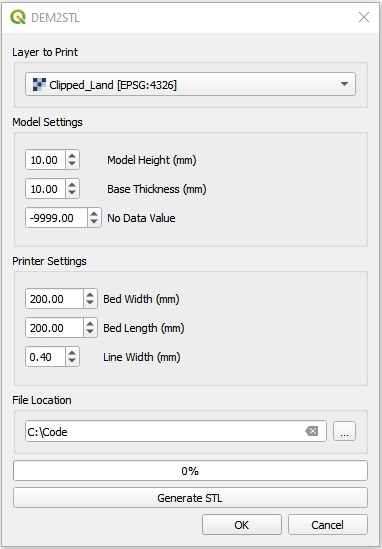 DEM2STL
Layer to Print
Clipped_Land [EPSG:4326]
Model Settings
10.00 Model Height (mm)
10.00 Base Thickness (mm)
-9999.00 No Data Value
Printer Settings
200.00 Bed Width (mm)
200.00 Bed Length (mm)
0.40 Line Width (mm)
File Location
C:\Code ...
0%
Generate STL
OK Cancel